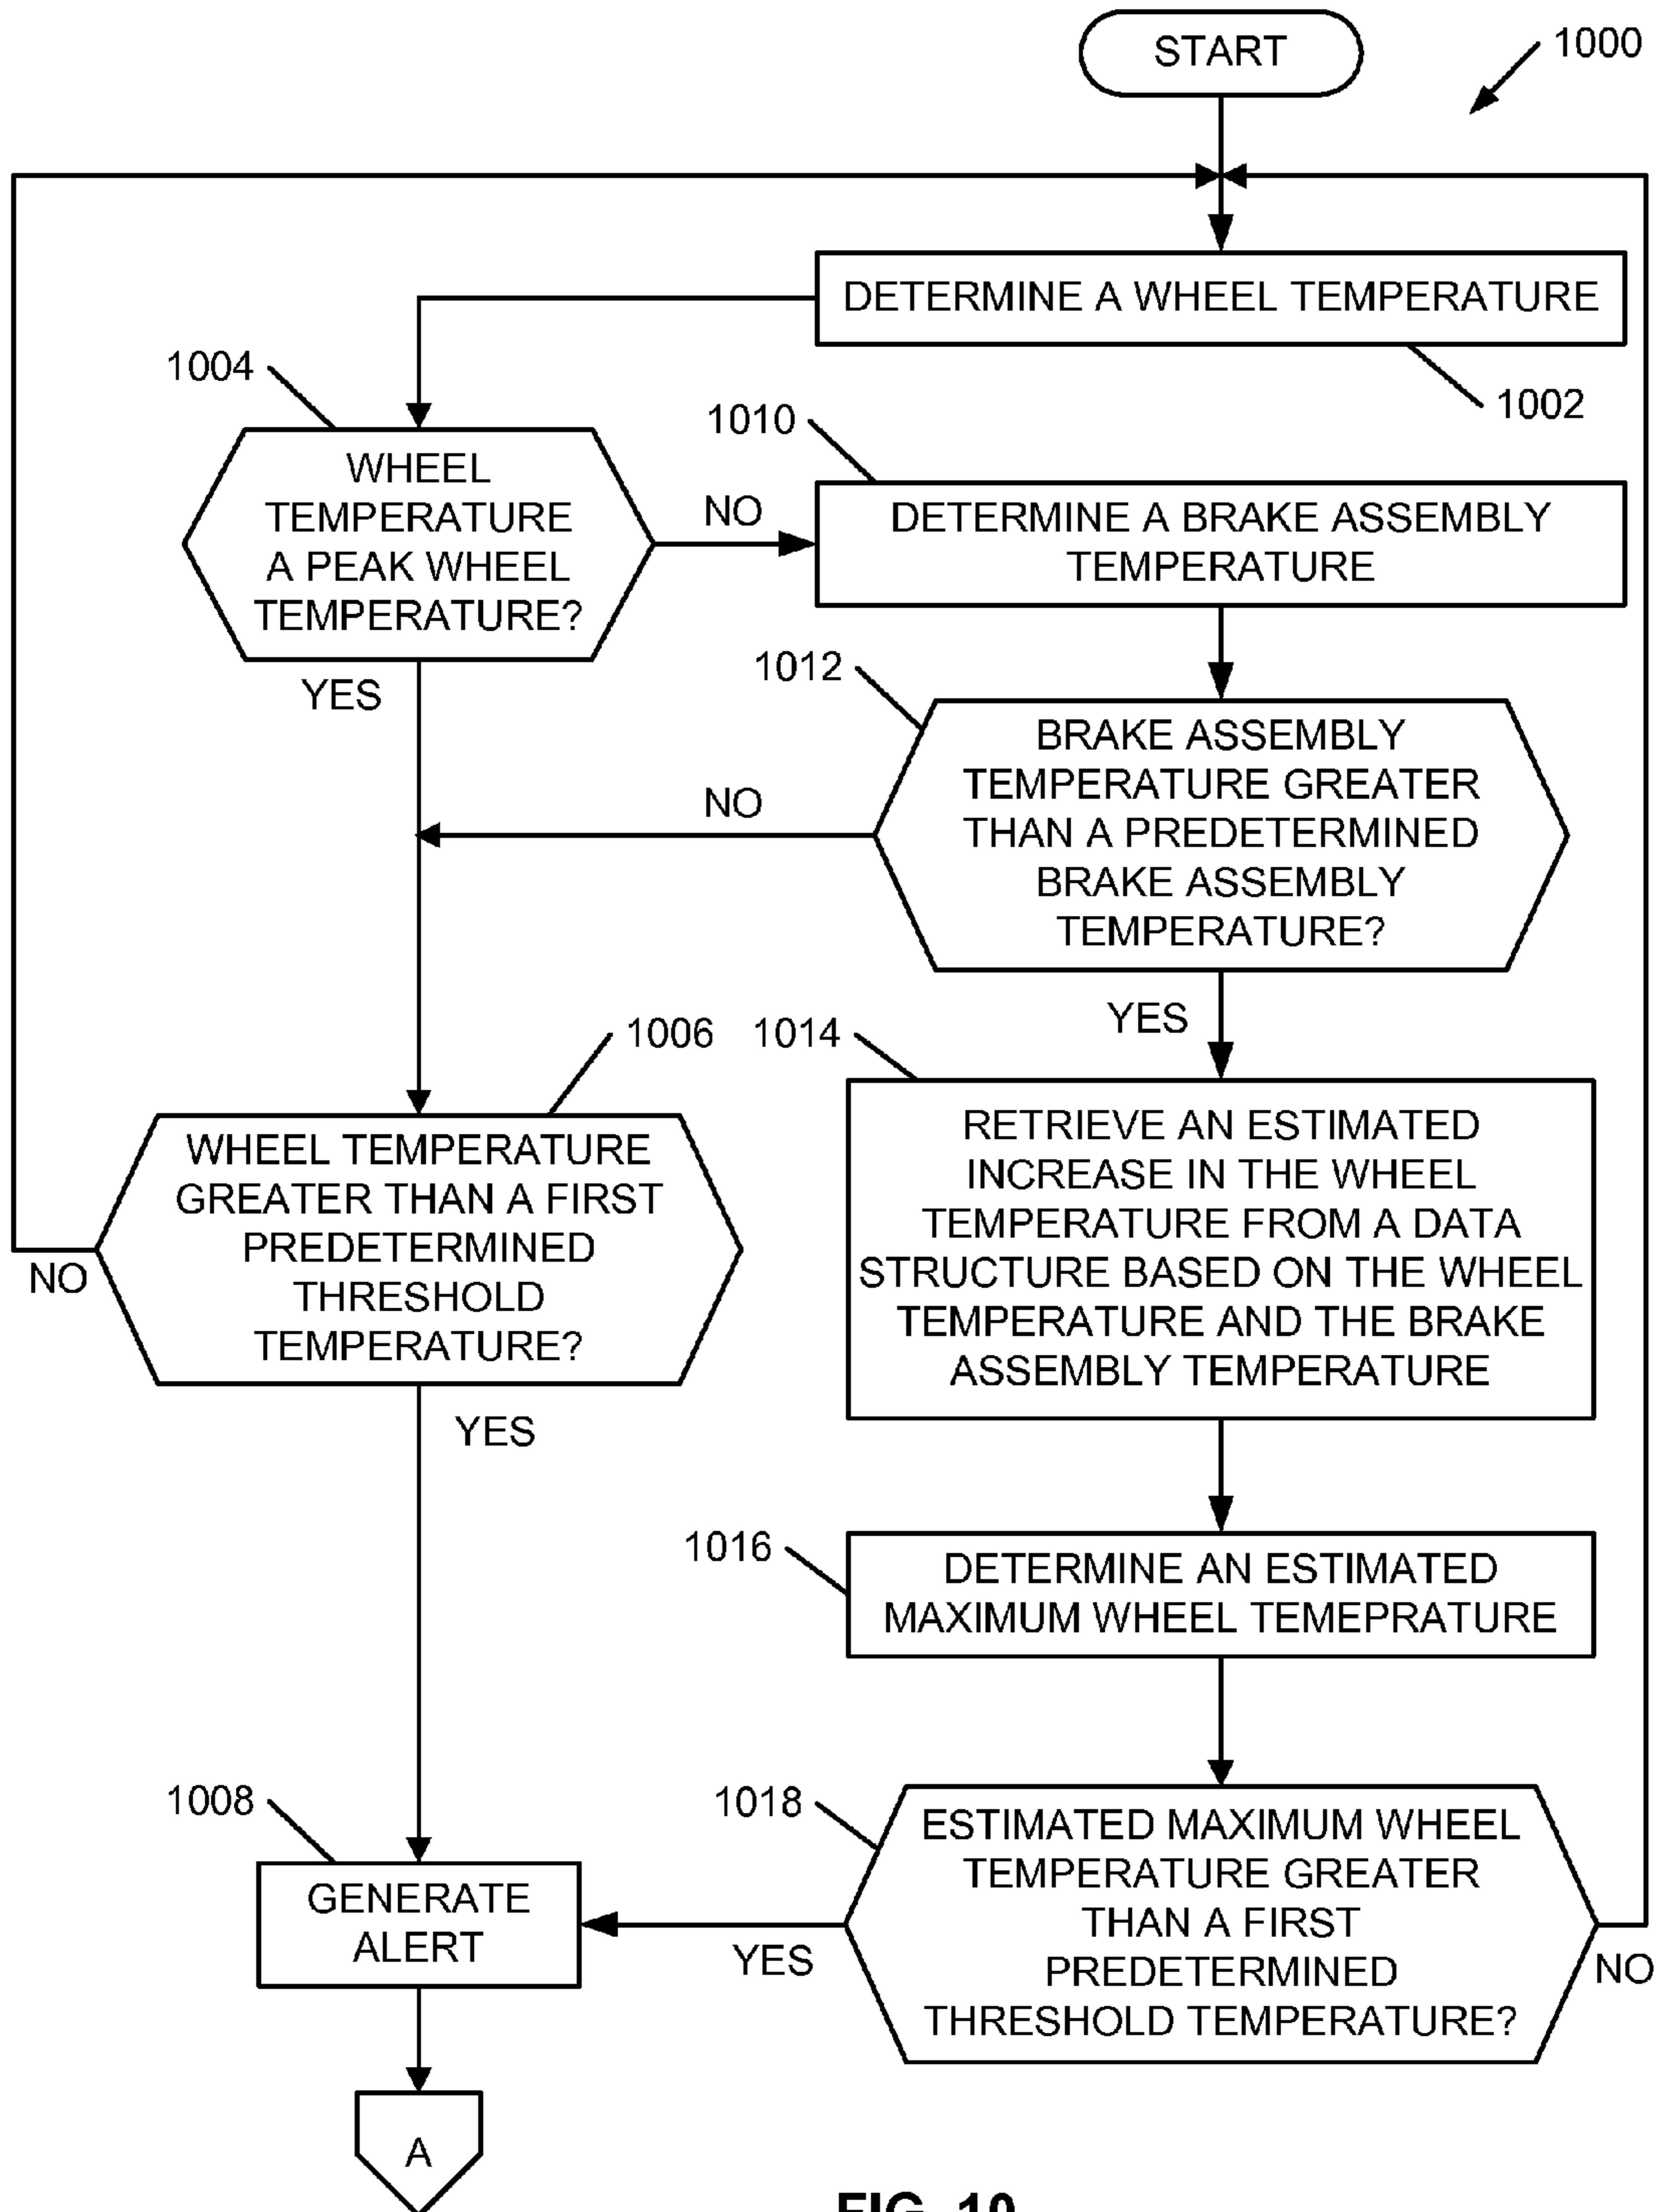 START
1000
DETERMINE A WHEEL TEMPERATURE
1002
1004
WHEEL
TEMPERATURE
A PEAK WHEEL
TEMPERATURE?
NO
YES
1010
DETERMINE A BRAKE ASSEMBLY
TEMPERATURE
1012
BRAKE ASSEMBLY
TEMPERATURE GREATER
THAN A PREDETERMINED
BRAKE ASSEMBLY
TEMPERATURE?
NO
YES
1006
WHEEL TEMPERATURE
GREATER THAN A FIRST
PREDETERMINED
THRESHOLD
TEMPERATURE?
NO
YES
1014
RETRIEVE AN ESTIMATED
INCREASE IN THE WHEEL
TEMPERATURE FROM A DATA
STRUCTURE BASED ON THE WHEEL
TEMPERATURE AND THE BRAKE
ASSEMBLY TEMPERATURE
1016
DETERMINE AN ESTIMATED
MAXIMUM WHEEL TEMEPRATURE
1018
ESTIMATED MAXIMUM WHEEL
TEMPERATURE GREATER
THAN A FIRST
PREDETERMINED
THRESHOLD TEMPERATURE?
YES
NO
1008
GENERATE
ALERT
A
FIG. 10